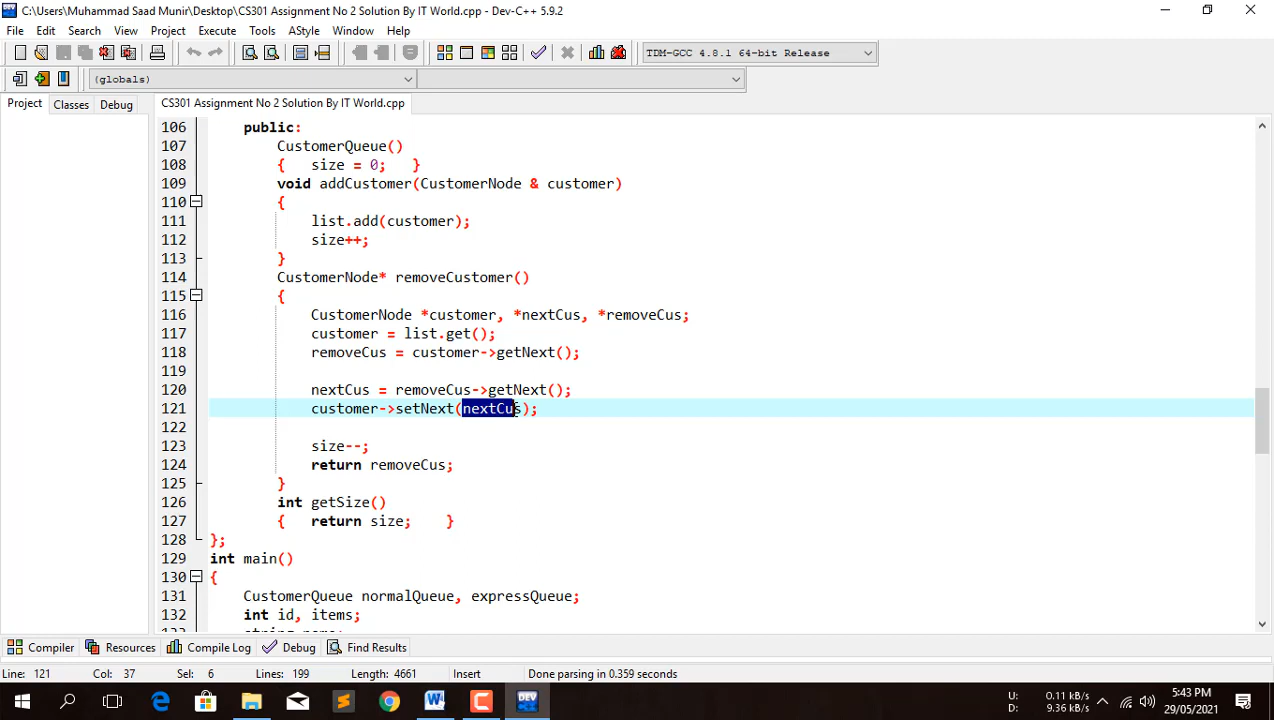 C:\Users\Muhammad Saad Munir\Desktop\CS301 Assignment No 2 Solution By IT World.cpp - Dev-C++ 5.9.2
File Edit Search View Project Execute Tools AStyle Window Help
TDM-GCC 4.8.1 64-bit Release
(globals)
Project Classes Debug
CS301 Assignment No 2 Solution By IT World.cpp
106 public:
107 CustomerQueue()
108 { size = 0; }
109 void addCustomer(CustomerNode & customer)
110 {
111 list.add(customer);
112 size++;
113 }
114 CustomerNode* removeCustomer()
115 {
116 CustomerNode *customer, *nextCus, *removeCus;
117 customer = list.get();
118 removeCus = customer->getNext();
119
120 nextCus = removeCus->getNext();
121 customer->setNext(nextCus);
122
123 size--;
124 return removeCus;
125 }
126 int getSize()
127 { return size; }
128 };
129 int main()
130 {
131 CustomerQueue normalQueue, expressQueue;
132 int id, items;
Compiler Resources Compile Log Debug Find Results
Line: 121 Col: 37 Sel: 6 Lines: 199 Length: 4661 Insert Done parsing in 0.359 seconds
U: 0.11 kB/s
D: 9.36 kB/s
5:43 PM
29/05/2021